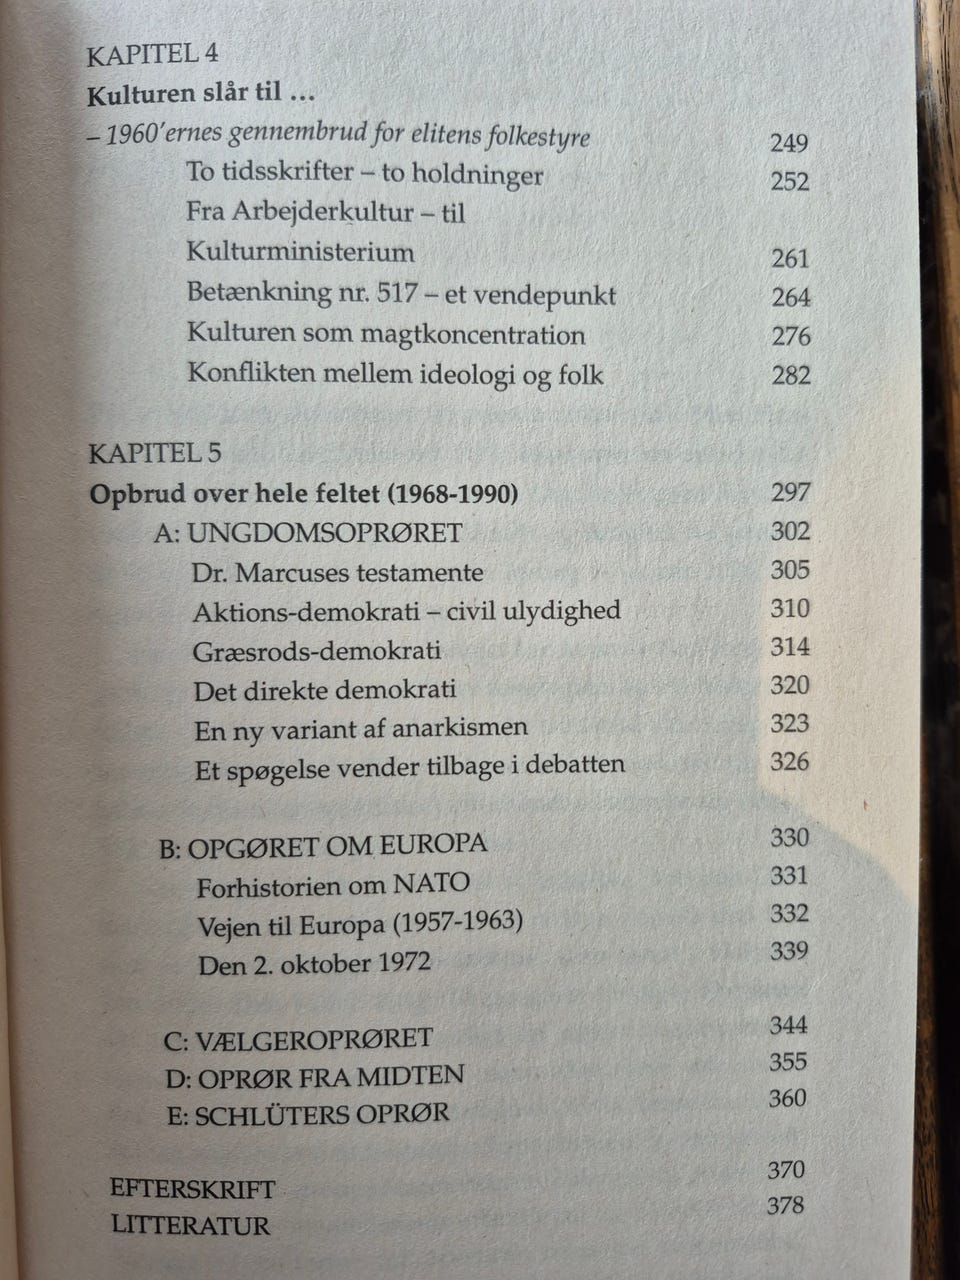 KAPITEL 4
Kulturen slår til ...
– 1960'ernes gennembrud for elitens folkestyre 249
To tidsskrifter – to holdninger 252
Fra Arbejderkultur – til
Kulturministerium 261
Betænkning nr. 517 – et vendepunkt 264
Kulturen som magtkoncentration 276
Konflikten mellem ideologi og folk 282
KAPITEL 5
Opbrud over hele feltet (1968-1990) 297
A: UNGDOMSOPRØRET 302
Dr. Marcuses testamente 305
Aktions-demokrati – civil ulydighed 310
Græsrods-demokrati 314
Det direkte demokrati 320
En ny variant af anarkismen 323
Et spøgelse vender tilbage i debatten 326
B: OPGØRET OM EUROPA 330
Forhistorien om NATO 331
Vejen til Europa (1957-1963) 332
Den 2. oktober 1972 339
C: VÆLGEROPRØRET 344
D: OPRØR FRA MIDTEN 355
E: SCHLÜTERS OPRØR 360
EFTERSKRIFT 370
LITTERATUR 378